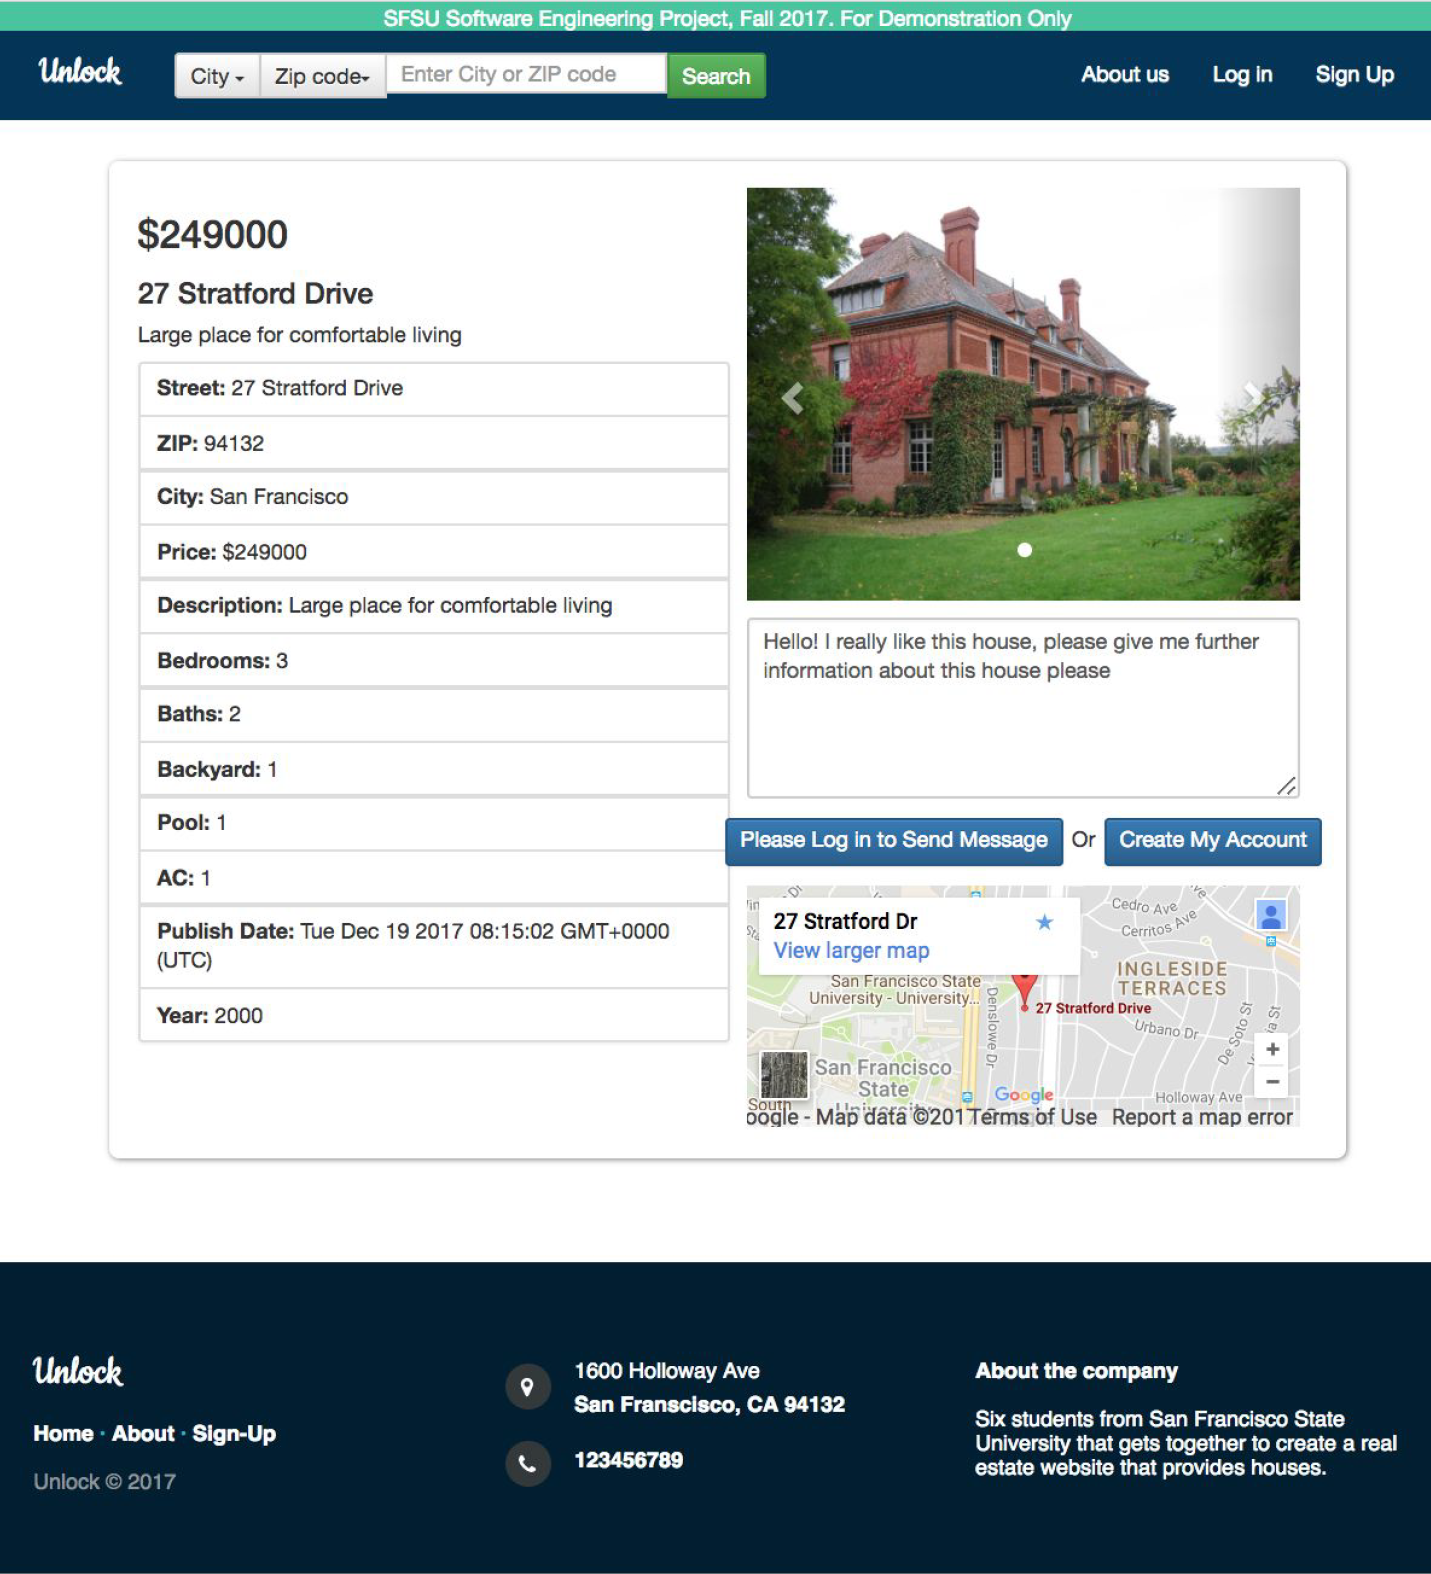 SFSU Software Engineering Project, Fall 2017. For Demonstration Only
Unlock
City
Zip code
Enter City or ZIP code
Search
About us
Log in
Sign Up
$249000
27 Stratford Drive
Large place for comfortable living
Street: 27 Stratford Drive
ZIP: 94132
City: San Francisco
Price: $249000
Description: Large place for comfortable living
Bedrooms: 3
Baths: 2
Backyard: 1
Pool: 1
AC: 1
Publish Date: Tue Dec 19 2017 08:15:02 GMT+0000
(UTC)
Year: 2000
Hello! I really like this house, please give me further
information about this house please
Please Log in to Send Message
Or
Create My Account
27 Stratford Dr
View larger map
Cedro Ave
Cerritos Ave
San Francisco State
University - University...
INGLESIDE
TERRACES
27 Stratford Drive
Denslowe Dr
Urbano Dr
De Soto St
San Francisco
State
Google
Holloway Ave
South
- Map data ©2017
Terms of Use
Report a map error
Unlock
Home · About · Sign-Up
Unlock © 2017
1600 Holloway Ave
San Franscisco, CA 94132
123456789
About the company
Six students from San Francisco State
University that gets together to create a real
estate website that provides houses.